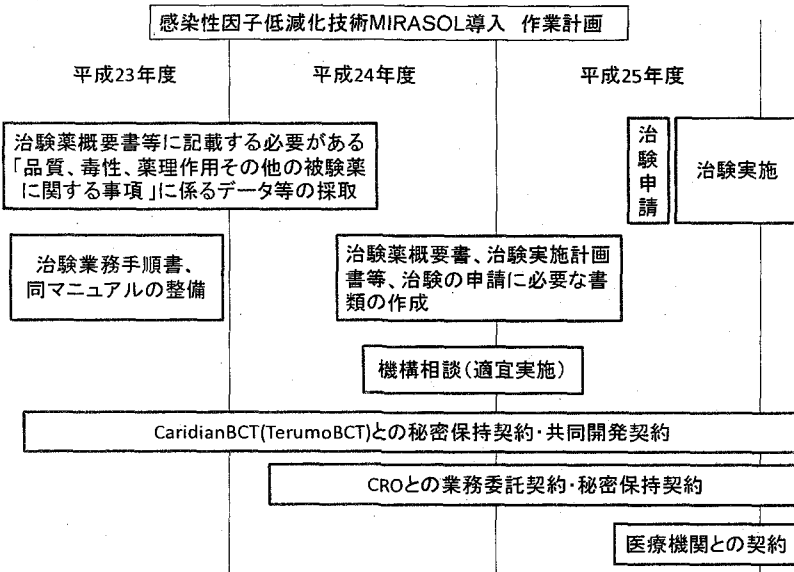 感染性因子低減化技術MIRASOL導入 作業計画
平成23年度
平成24年度
平成25年度
治験薬概要書等に記載する必要がある
「品質、毒性、薬理作用その他の被験薬
に関する事項」に係るデータ等の採取
治験申請
治験実施
治験業務手順書、
同マニュアルの整備
治験薬概要書、治験実施計画
書等、治験の申請に必要な書
類の作成
機構相談(適宜実施)
CaridianBCT(TerumoBCT)との秘密保持契約・共同開発契約
CROとの業務委託契約・秘密保持契約
医療機関との契約